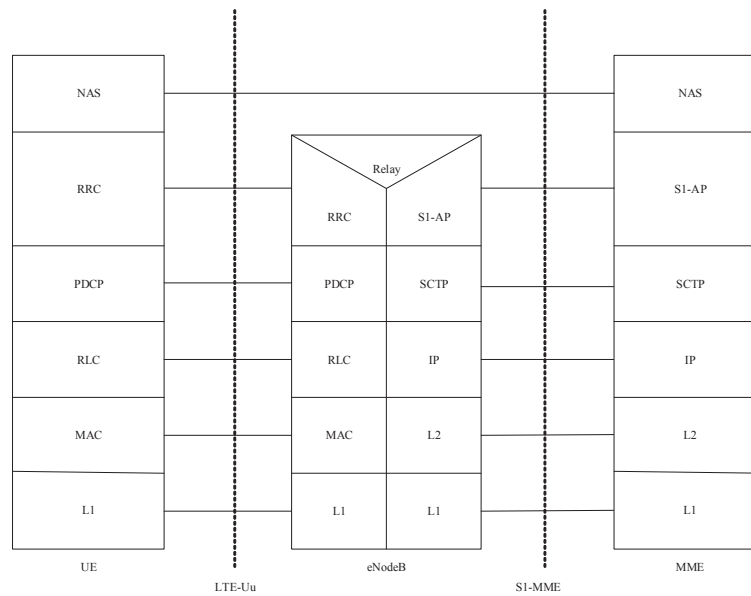 NAS
NAS
Relay
RRC
RRC
S1-AP
S1-AP
PDCP
PDCP
SCTP
SCTP
RLC
RLC
IP
IP
MAC
MAC
L2
L2
L1
L1
L1
L1
UE
eNodeB
MME
LTE-Uu
S1-MME